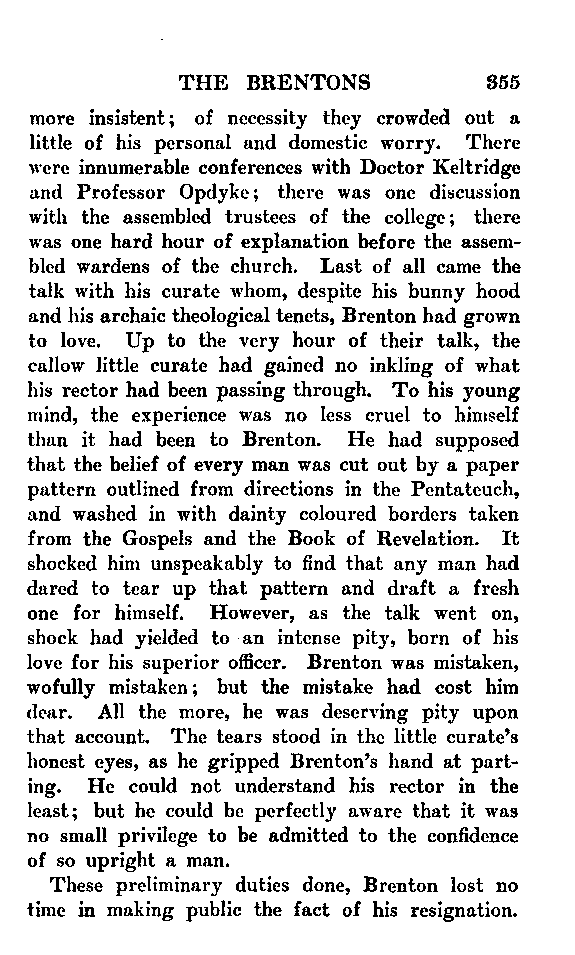 THE BRENTONS 355
more insistent; of necessity they crowded out a
little of his personal and domestic worry. There
were innumerable conferences with Doctor Keltridge
and Professor Opdyke; there was one discussion
with the assembled trustees of the college; there
was one hard hour of explanation before the assem-
bled wardens of the church. Last of all came the
talk with his curate whom, despite his bunny hood
and his archaic theological tenets, Brenton had grown
to love. Up to the very hour of their talk, the
callow little curate had gained no inkling of what
his rector had been passing through. To his young
mind, the experience was no less cruel to himself
than it had been to Brenton. He had supposed
that the belief of every man was cut out by a paper
pattern outlined from directions in the Pentateuch,
and washed in with dainty coloured borders taken
from the Gospels and the Book of Revelation. It
shocked him unspeakably to find that any man had
dared to tear up that pattern and draft a fresh
one for himself. However, as the talk went on,
shock had yielded to an intense pity, born of his
love for his superior officer. Brenton was mistaken,
wofully mistaken; but the mistake had cost him
dear. All the more, he was deserving pity upon
that account. The tears stood in the little curate's
honest eyes, as he gripped Brenton's hand at part-
ing. He could not understand his rector in the
least; but he could be perfectly aware that it was
no small privilege to be admitted to the confidence
of so upright a man.
These preliminary duties done, Brenton lost no
time in making public the fact of his resignation.